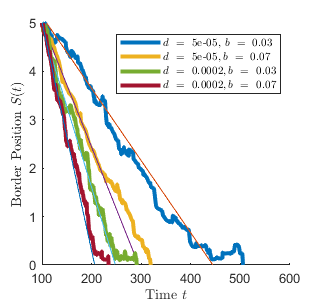 5
4
3
2
1
0
Border Position S(t)
d = 5e-05, b = 0.03
d = 5e-05, b = 0.07
d = 0.0002, b = 0.03
d = 0.0002, b = 0.07
100 200 300 400 500 600
Time t